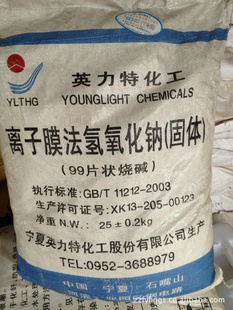 英力特化工
YLTHG
YOUNGLIGHT CHEMICALS
离子膜法氢氧化钠(固体)
(99片状烧碱)
执行标准:GB/T 11212-2003
生产许可证号:XK13-205-00123
净重N.W.: 25±0.2kg
宁夏英力特化工股份有限公司生产
TEL:0952-3688979
中国·宁夏 石嘴山